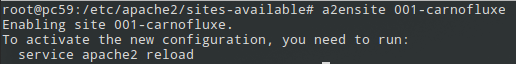 root@pc59:/etc/apache2/sites-available# a2ensite 001-carnofluxe
Enabling site 001-carnofluxe.
To activate the new configuration, you need to run:
  service apache2 reload